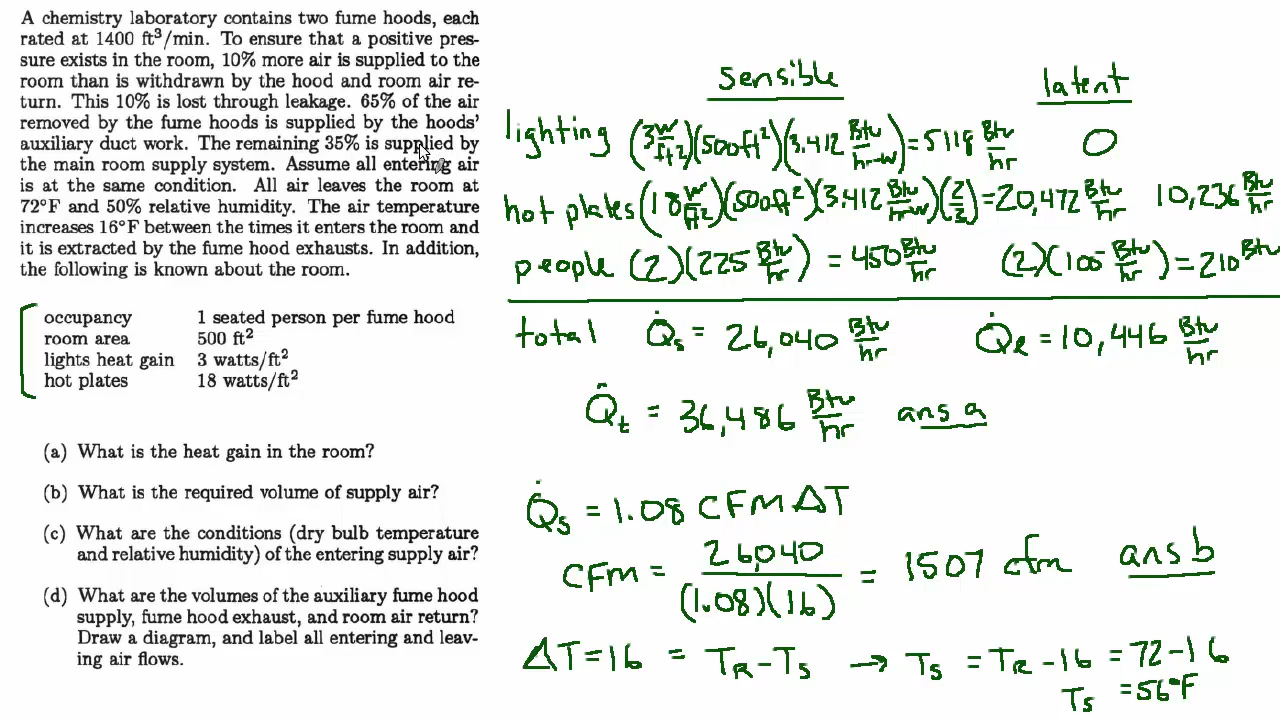 A chemistry laboratory contains two fume hoods, each
rated at 1400 ft³/min. To ensure that a positive pres-
sure exists in the room, 10% more air is supplied to the
room than is withdrawn by the hood and room air re-
turn. This 10% is lost through leakage. 65% of the air
removed by the fume hoods is supplied by the hoods'
auxiliary duct work. The remaining 35% is supplied by
the main room supply system. Assume all entering air
is at the same condition. All air leaves the room at
72°F and 50% relative humidity. The air temperature
increases 16°F between the times it enters the room and
it is extracted by the fume hood exhausts. In addition,
the following is known about the room.
occupancy 1 seated person per fume hood
room area 500 ft²
lights heat gain 3 watts/ft²
hot plates 18 watts/ft²
(a) What is the heat gain in the room?
(b) What is the required volume of supply air?
(c) What are the conditions (dry bulb temperature
and relative humidity) of the entering supply air?
(d) What are the volumes of the auxiliary fume hood
supply, fume hood exhaust, and room air return?
Draw a diagram, and label all entering and leav-
ing air flows.
sensible latent
lighting (3 W/ft²)(500ft²)(3.412 Btu/hr-W) = 5118 Btu/hr 0
hot plates (18 W/ft²)(500ft²)(3.412 Btu/hr-W)(2/3) = 20,472 Btu/hr 10,236 Btu/hr
people (2)(225 Btu/hr) = 450 Btu/hr (2)(105 Btu/hr) = 210 Btu
total Q̇s = 26,040 Btu/hr Q̇e = 10,446 Btu/hr
Q̇t = 36,486 Btu/hr ans a
Q̇s = 1.08 CFM ΔT
CFM = 26,040/(1.08)(16) = 1507 cfm ans b
ΔT = 16 = TR - Ts → Ts = TR - 16 = 72 - 16
Ts = 56°F